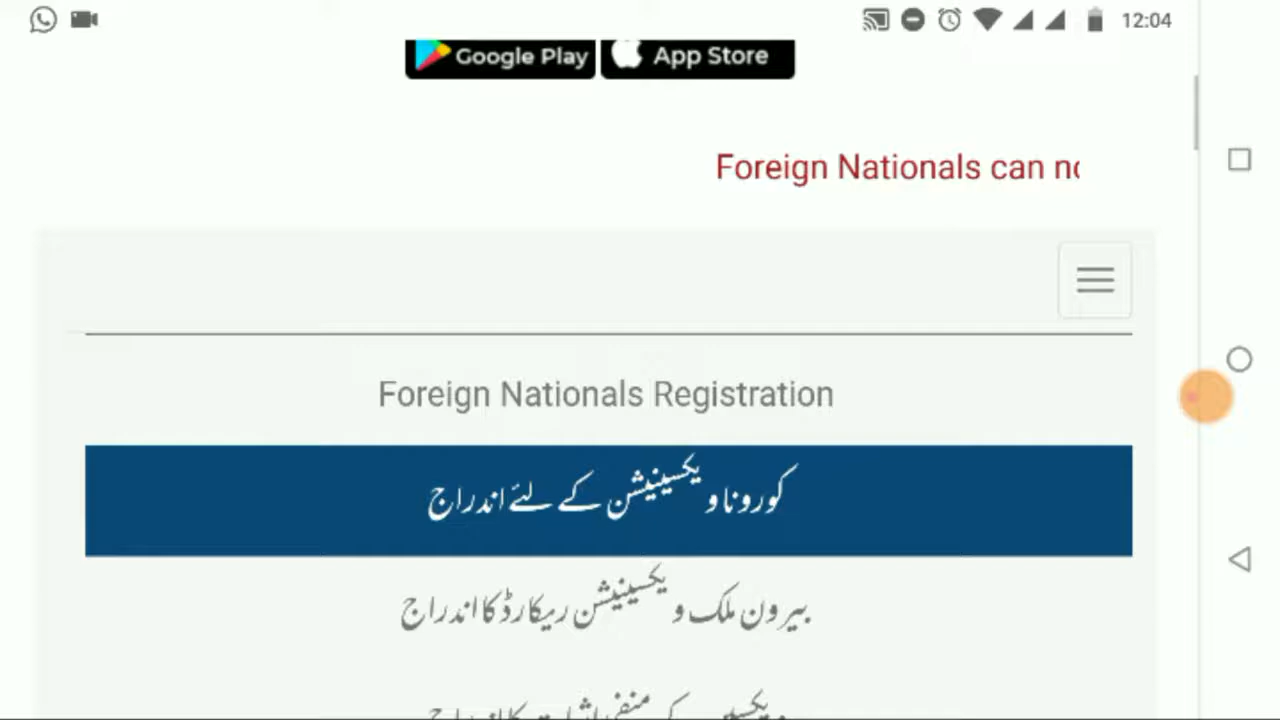 12:04
Google Play App Store
Foreign Nationals can
Foreign Nationals Registration
کورونا ویکسینیشن کے لئے اندراج
بیرون ملک ویکسینیشن ریکارڈ کا اندراج